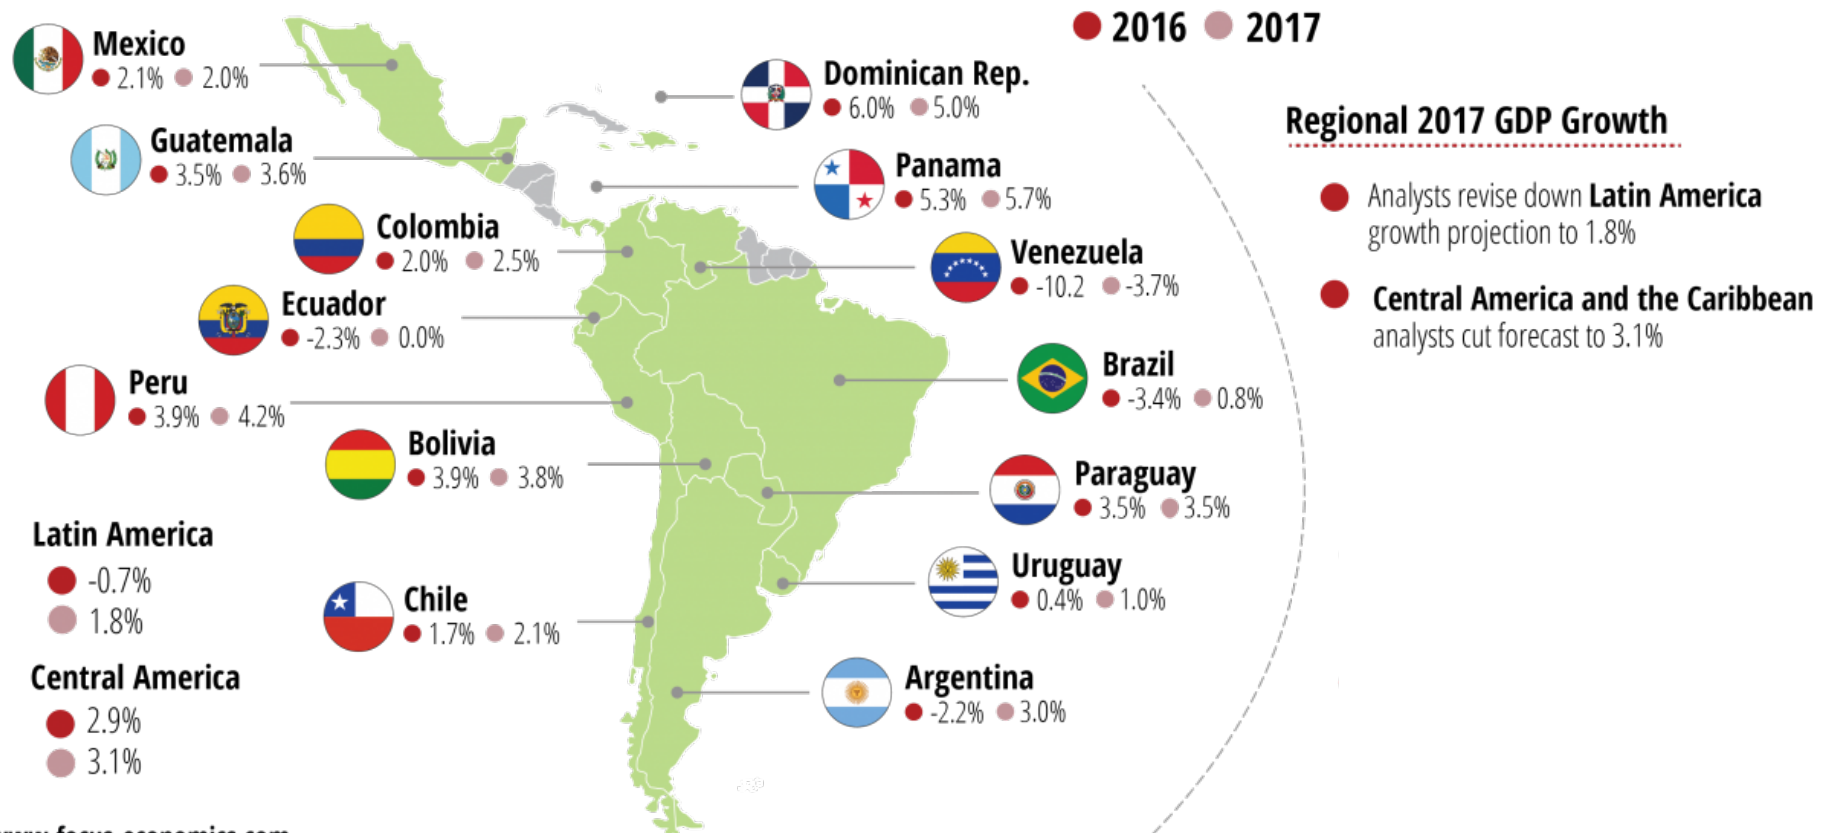 2016 2017
Mexico
2.1% 2.0%
Guatemala
3.5% 3.6%
Colombia
2.0% 2.5%
Ecuador
-2.3% 0.0%
Peru
3.9% 4.2%
Bolivia
3.9% 3.8%
Latin America
-0.7%
1.8%
Central America
2.9%
3.1%
Chile
1.7% 2.1%
Dominican Rep.
6.0% 5.0%
Panama
5.3% 5.7%
Venezuela
-10.2 -3.7%
Brazil
-3.4% 0.8%
Paraguay
3.5% 3.5%
Uruguay
0.4% 1.0%
Argentina
-2.2% 3.0%
Regional 2017 GDP Growth
Analysts revise down Latin America
growth projection to 1.8%
Central America and the Caribbean
analysts cut forecast to 3.1%